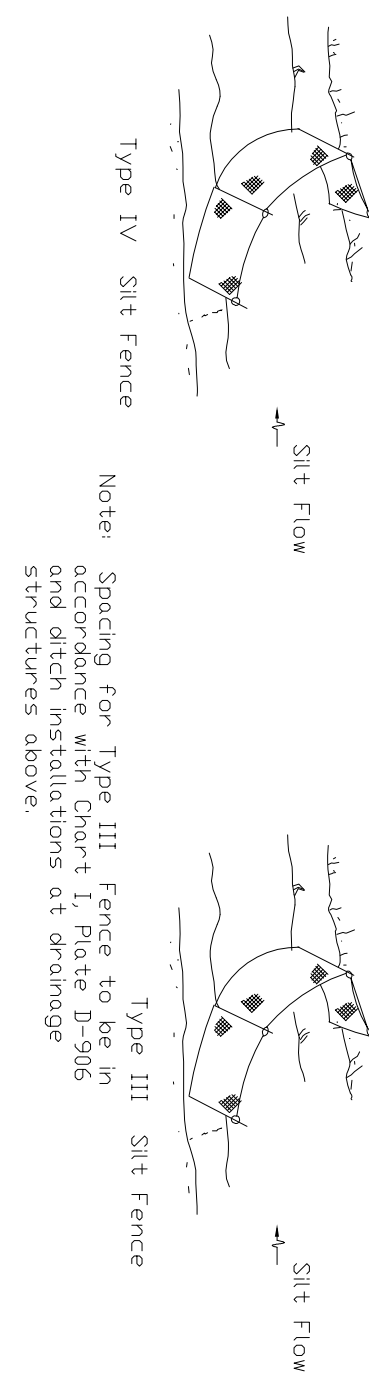 Silt Flow
Type IV Silt Fence
Silt Flow
Type III Silt Fence
Note: Spacing for Type III Fence to be in
accordance with Chart I, Plate D-906
and ditch installations at drainage
structures above.